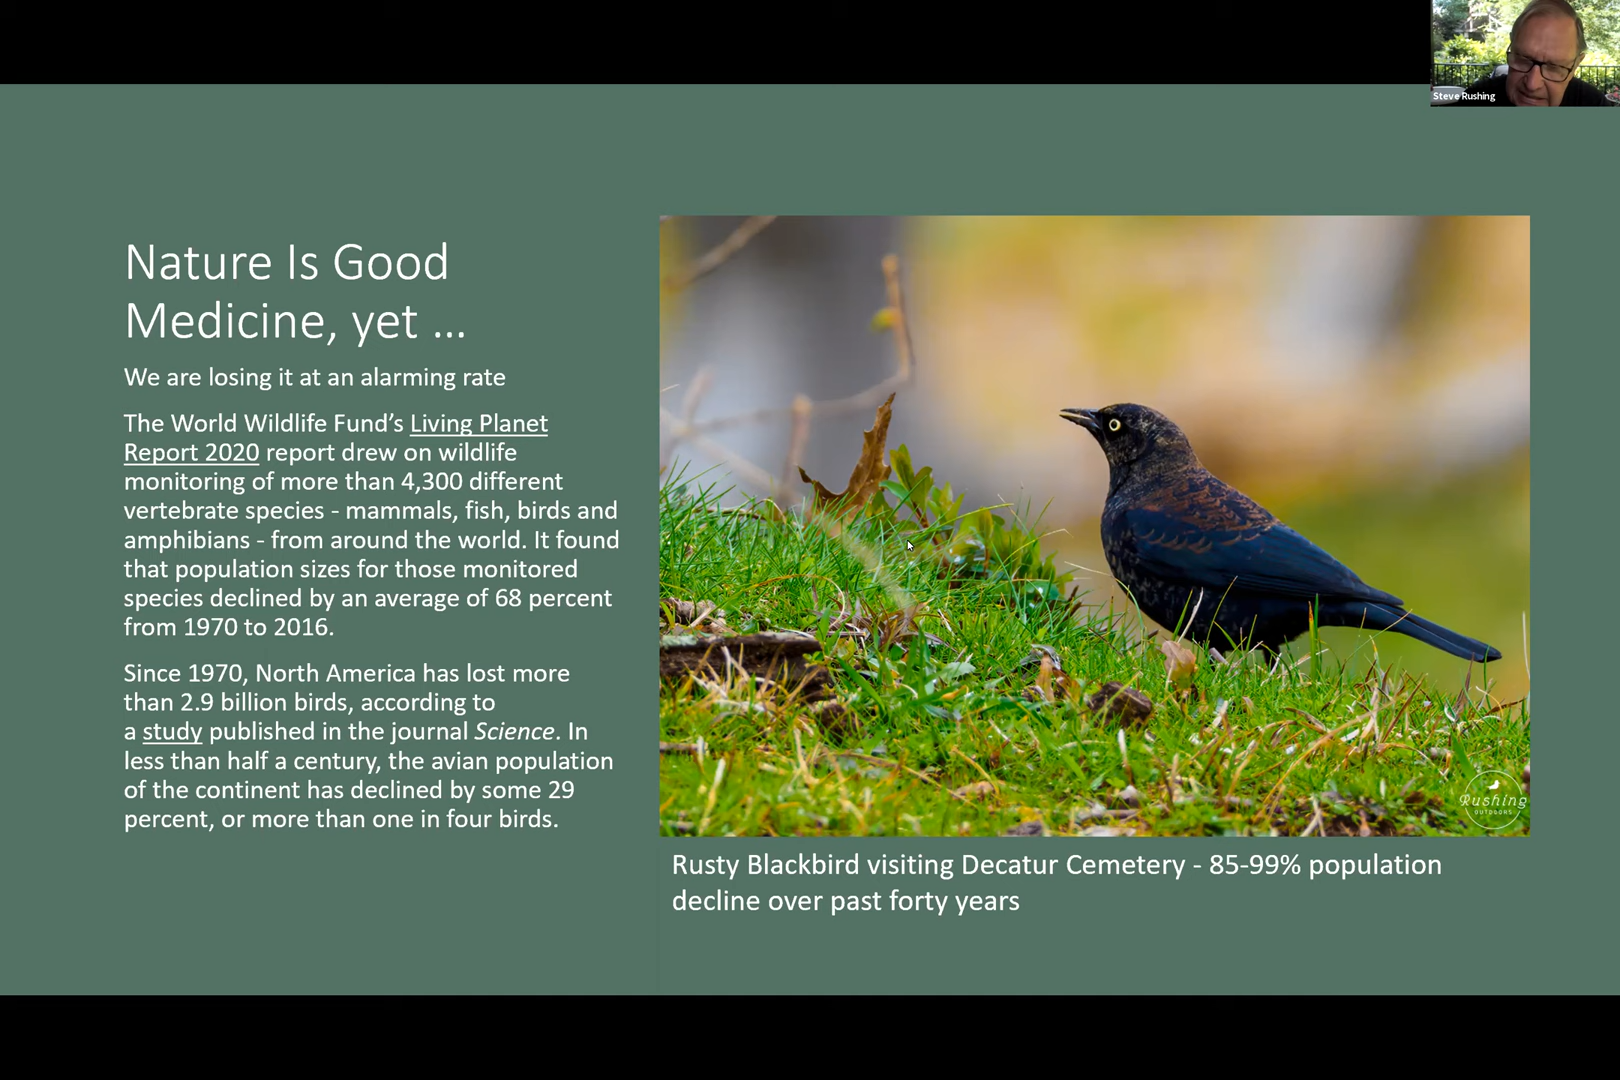 Steve Rushing
Nature Is Good
Medicine, yet ...
We are losing it at an alarming rate
The World Wildlife Fund’s Living Planet
Report 2020 report drew on wildlife
monitoring of more than 4,300 different
vertebrate species - mammals, fish, birds and
amphibians - from around the world. It found
that population sizes for those monitored
species declined by an average of 68 percent
from 1970 to 2016.
Since 1970, North America has lost more
than 2.9 billion birds, according to
a study published in the journal Science. In
less than half a century, the avian population
of the continent has declined by some 29
percent, or more than one in four birds.
Rushing
OUTDOORS
Rusty Blackbird visiting Decatur Cemetery - 85-99% population
decline over past forty years